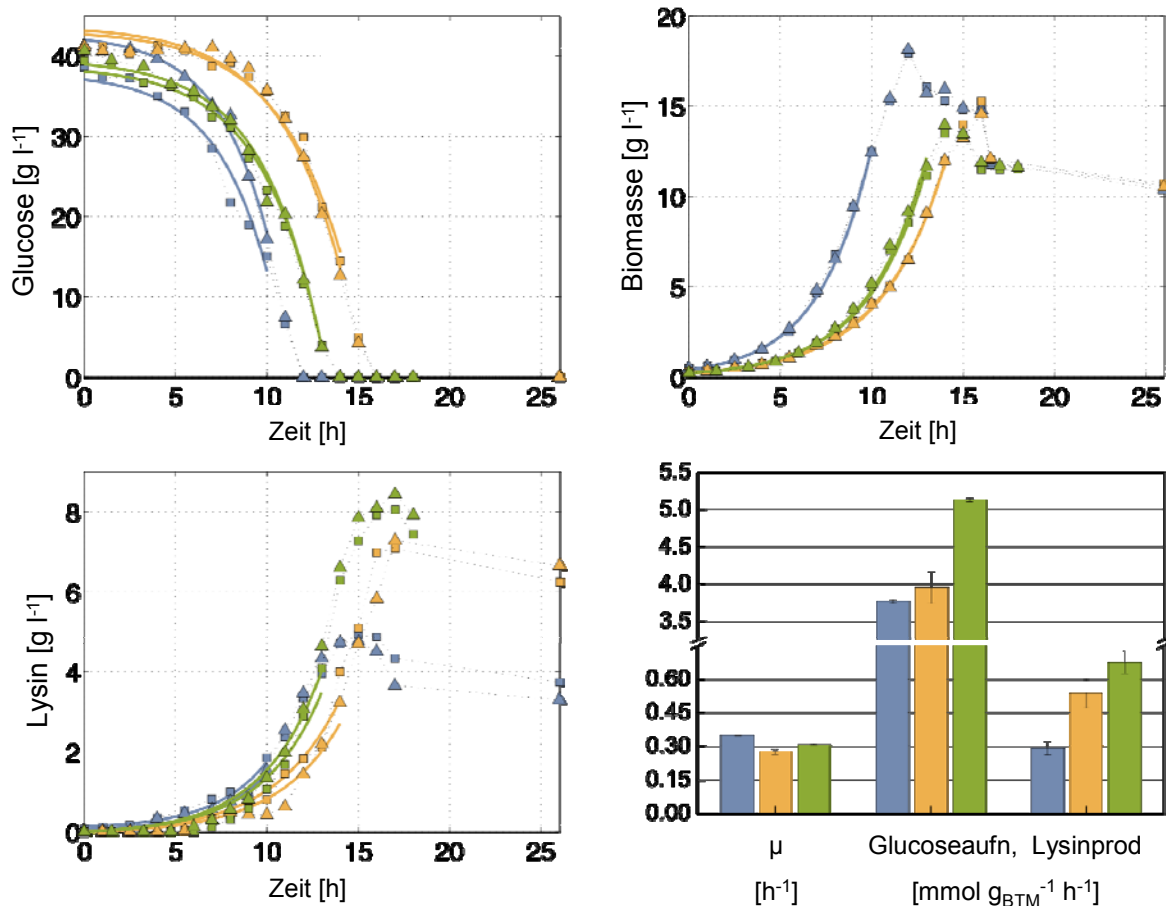 Glucose [g l⁻¹]
40
30
20
10
0
0 5 10 15 20 25
Zeit [h]
Biomasse [g l⁻¹]
20
15
10
5
0
0 5 10 15 20 25
Zeit [h]
Lysin [g l⁻¹]
8
6
4
2
0
0 5 10 15 20 25
Zeit [h]
5.5
5.0
4.5
4.0
3.5
0.60
0.45
0.30
0.15
0.00
µ Glucoseaufn, Lysinprod
[h⁻¹] [mmol g_BTM⁻¹ h⁻¹]